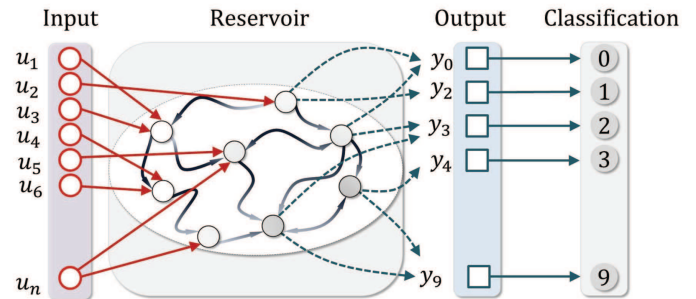 Input Reservoir Output Classification
u₁ y₀ 0
u₂ y₂ 1
u₃ y₃ 2
u₄ y₄ 3
u₅
u₆
uₙ y₉ 9